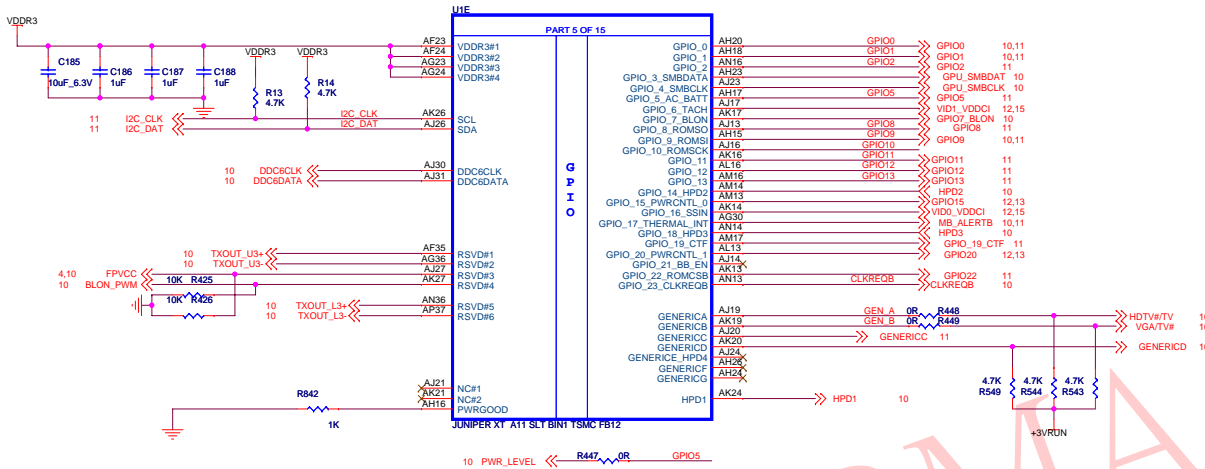 VDDR3
U1E
PART 5 OF 15
C185
10uF_6.3V
C186
1uF
C187
1uF
C188
1uF
VDDR3
VDDR3
R13
4.7K
R14
4.7K
AF23 VDDR3#1
AF24 VDDR3#2
AG23 VDDR3#3
AG24 VDDR3#4
11 I2C_CLK I2C_CLK AK26 SCL
11 I2C_DAT I2C_DAT AJ26 SDA
10 DDC6CLK AJ30 DDC6CLK
10 DDC6DATA AJ31 DDC6DATA
10 TXOUT_U3+ AF35 RSVD#1
10 TXOUT_U3- AG36 RSVD#2
4,10 FPVCC AJ27 RSVD#3
10 BLON_PWM AK27 RSVD#4
10K R425
10K R426
10 TXOUT_L3+ AN36 RSVD#5
10 TXOUT_L3- AP37 RSVD#6
AJ21 NC#1
AK21 NC#2
AH16 PWRGOOD
R842
1K
GPIO
GPIO_0 AH20 GPIO0 GPIO0 10,11
GPIO_1 AH18 GPIO1 GPIO1 10,11
GPIO_2 AN16 GPIO2 GPIO2 11
GPIO_3_SMBDATA AH23 GPU_SMBDAT 10
GPIO_4_SMBCLK AJ23 GPU_SMBCLK 10
GPIO_5_AC_BATT AH17 GPIO5 GPIO5 11
GPIO_6_TACH AJ17 VID1_VDDCI 12,15
GPIO_7_BLON AK17 GPIO7_BLON 10
GPIO_8_ROMSO AJ13 GPIO8 GPIO8 11
GPIO_9_ROMSI AH15 GPIO9 GPIO9 10,11
GPIO_10_ROMSCK AJ16 GPIO10
GPIO_11 AK16 GPIO11 GPIO11 11
GPIO_12 AL16 GPIO12 GPIO12 11
GPIO_13 AM16 GPIO13 GPIO13 11
GPIO_14_HPD2 AM14 HPD2 10
GPIO_15_PWRCNTL_0 AM13 GPIO15 12,13
GPIO_16_SSIN AK14 VID0_VDDCI 12,15
GPIO_17_THERMAL_INT AG30 MB_ALERTB 10,11
GPIO_18_HPD3 AN14 HPD3 10
GPIO_19_CTF AM17 GPIO_19_CTF 11
GPIO_20_PWRCNTL_1 AL13 GPIO20 12,13
GPIO_21_BB_EN AJ14
GPIO_22_ROMCSB AK13 GPIO22 11
GPIO_23_CLKREQB AN13 CLKREQB CLKREQB 10
GENERICA AJ19 GEN_A 0R R448 HDTV#/TV 10
GENERICB AK19 GEN_B 0R R449 VGA/TV# 10
GENERICC AJ20 GENERICC 11
GENERICD AK20 GENERICD 10
GENERICE_HPD4 AJ24
GENERICF AH26
GENERICG AH24
HPD1 AK24 HPD1 10
4.7K
R549
4.7K
R544
4.7K
R543
+3VRUN
JUNIPER XT A11 SLT BIN1 TSMC FB12
10 PWR_LEVEL R447 0R GPIO5